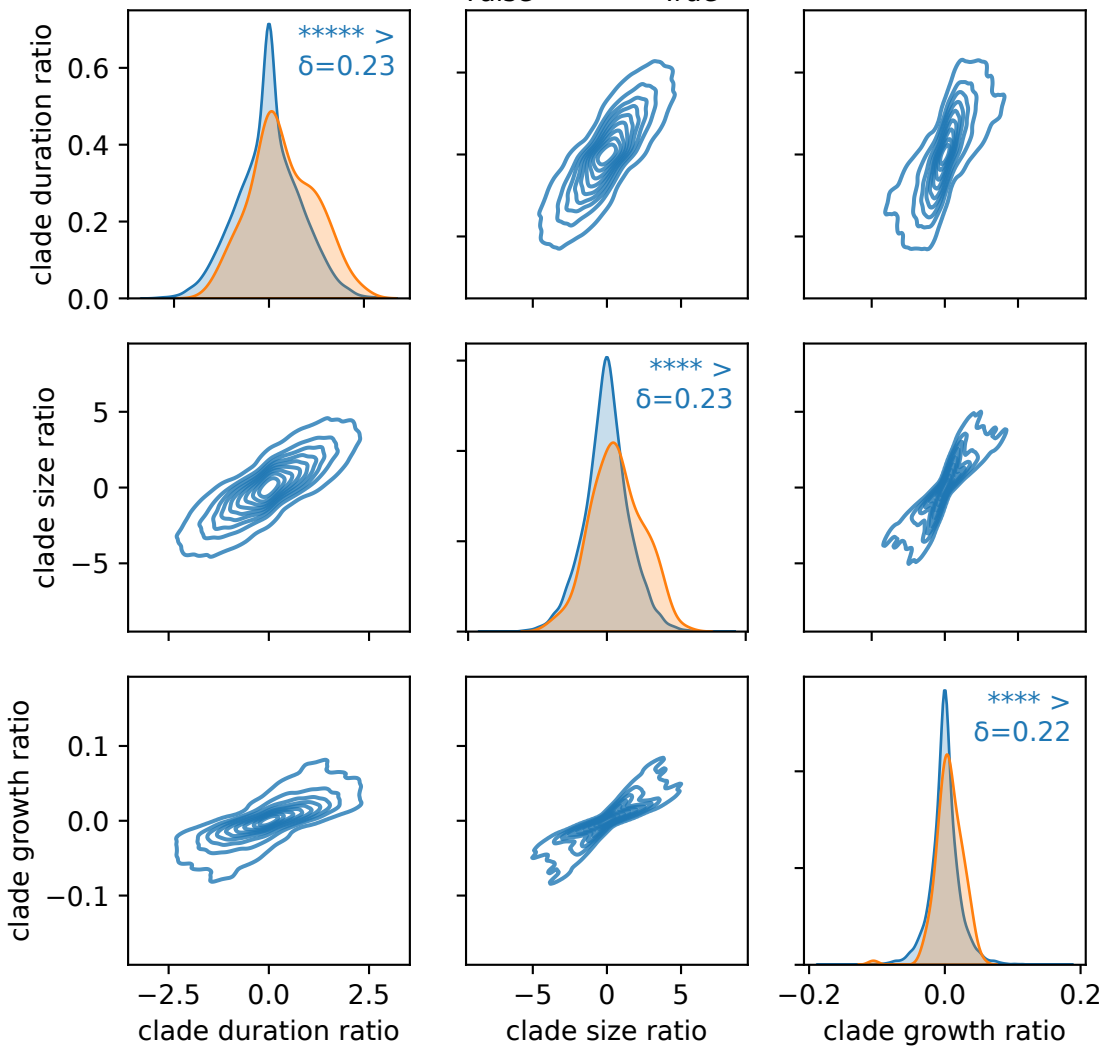 clade duration ratio
0.6
0.4
0.2
0.0
***** >
δ=0.23
clade size ratio
5
0
−5
**** >
δ=0.23
clade growth ratio
0.1
0.0
−0.1
**** >
δ=0.22
−2.5 0.0 2.5
−5 0 5
−0.2 0.0 0.2
clade duration ratio
clade size ratio
clade growth ratio